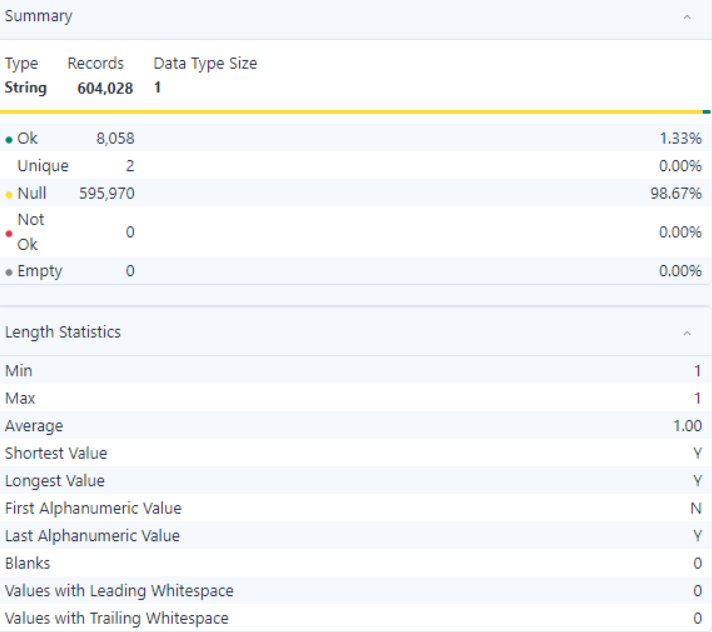 Summary
Type Records Data Type Size
String 604,028 1
Ok 8,058 1.33%
Unique 2 0.00%
Null 595,970 98.67%
Not
Ok 0 0.00%
Empty 0 0.00%
Length Statistics
Min 1
Max 1
Average 1.00
Shortest Value Y
Longest Value Y
First Alphanumeric Value N
Last Alphanumeric Value Y
Blanks 0
Values with Leading Whitespace 0
Values with Trailing Whitespace 0